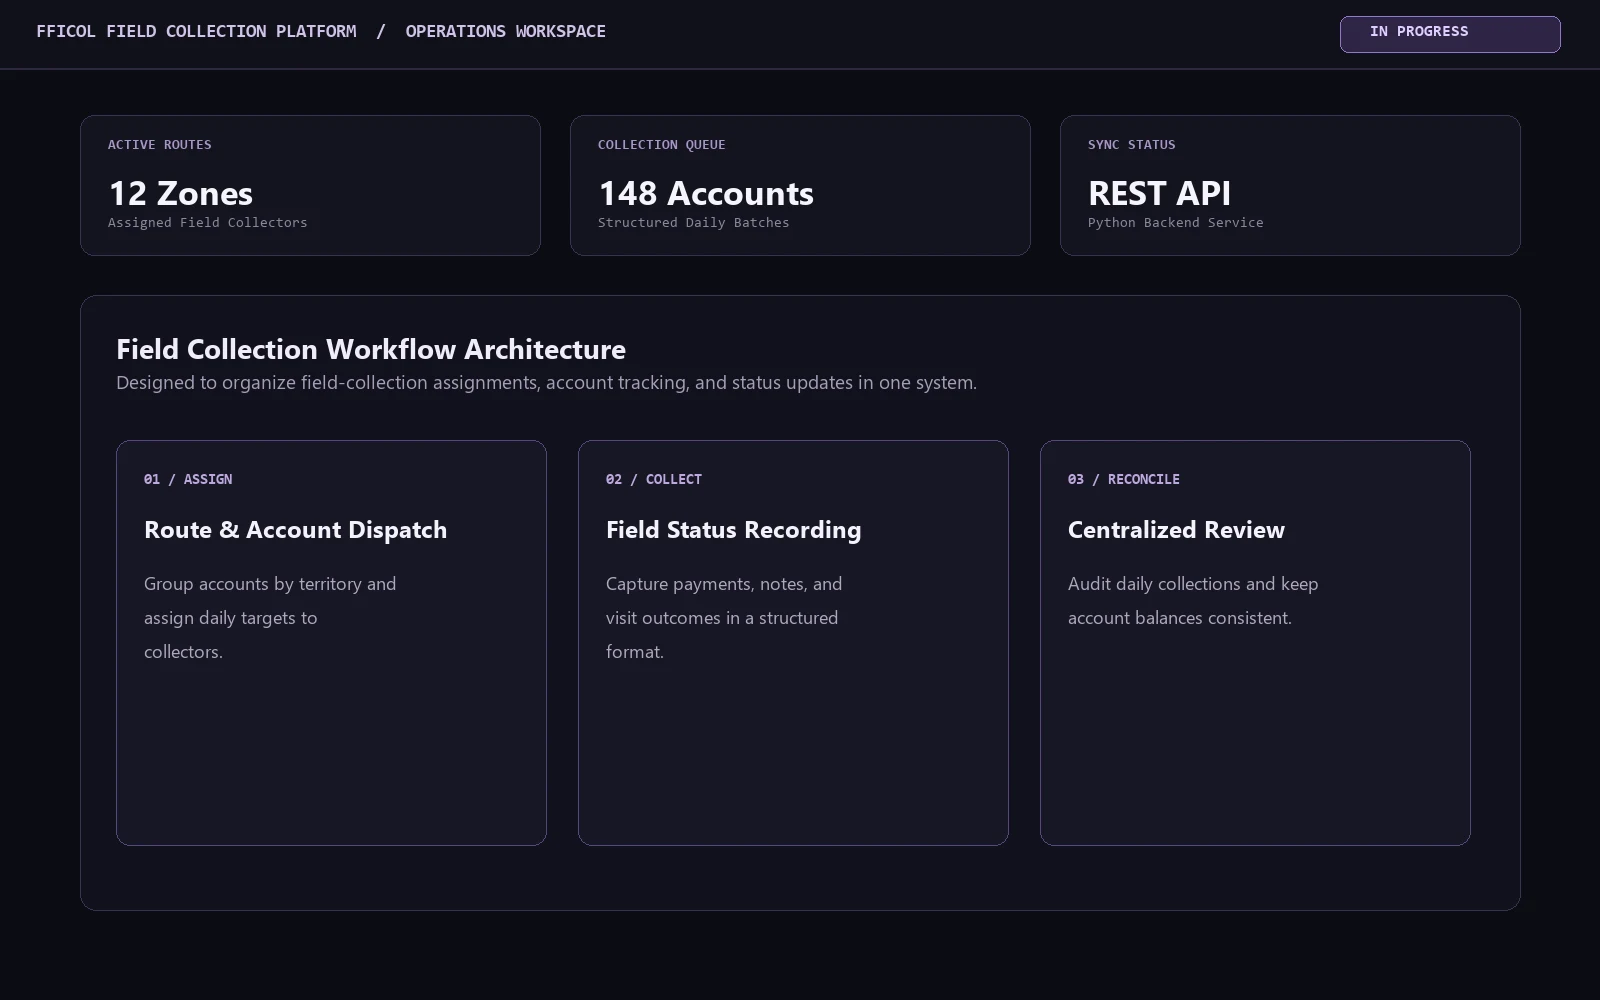 FFICOL FIELD COLLECTION PLATFORM / OPERATIONS WORKSPACE
IN PROGRESS
ACTIVE ROUTES
12 Zones
Assigned Field Collectors
COLLECTION QUEUE
148 Accounts
Structured Daily Batches
SYNC STATUS
REST API
Python Backend Service
Field Collection Workflow Architecture
Designed to organize field-collection assignments, account tracking, and status updates in one system.
01 / ASSIGN
Route & Account Dispatch
Group accounts by territory and
assign daily targets to
collectors.
02 / COLLECT
Field Status Recording
Capture payments, notes, and
visit outcomes in a structured
format.
03 / RECONCILE
Centralized Review
Audit daily collections and keep
account balances consistent.